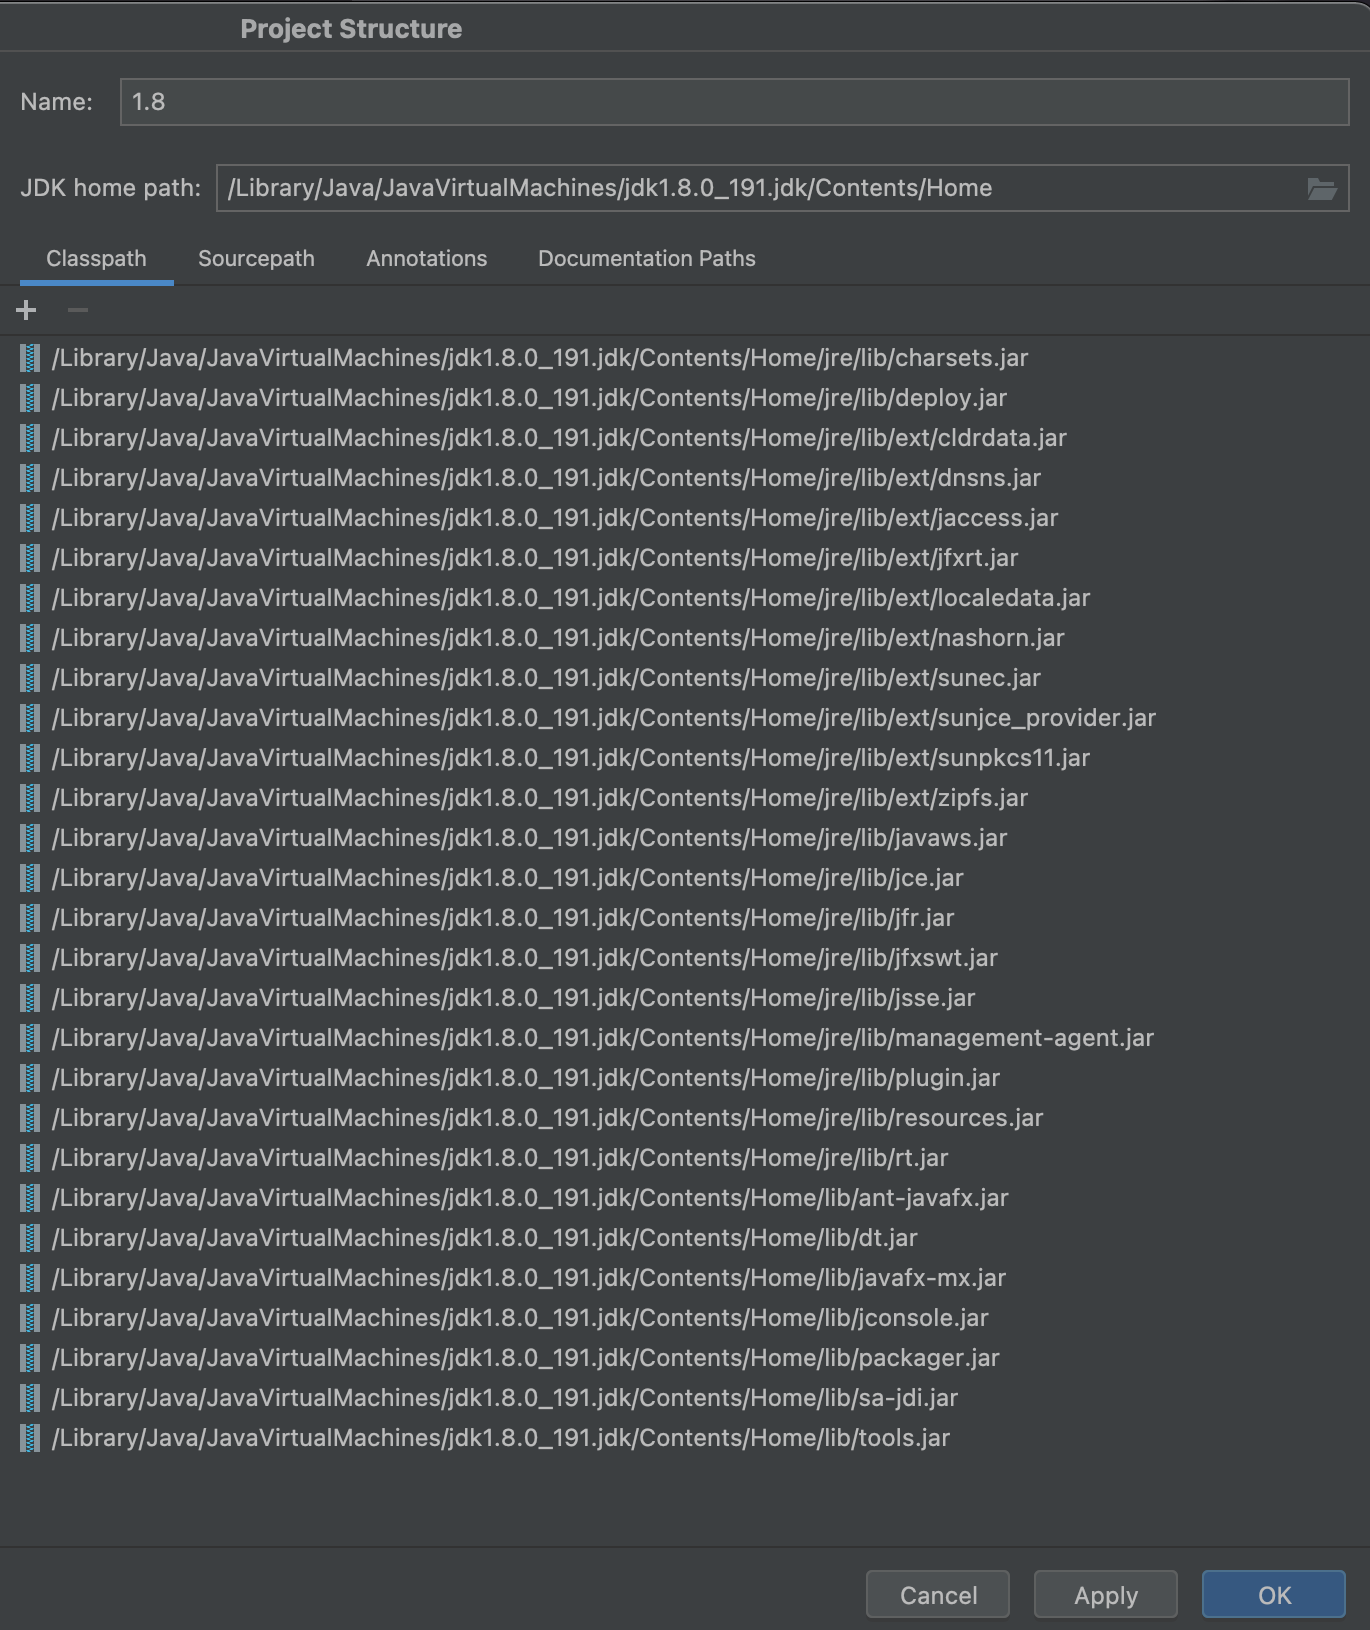 Project Structure
Name: 1.8
JDK home path: /Library/Java/JavaVirtualMachines/jdk1.8.0_191.jdk/Contents/Home
Classpath Sourcepath Annotations Documentation Paths
/Library/Java/JavaVirtualMachines/jdk1.8.0_191.jdk/Contents/Home/jre/lib/charsets.jar
/Library/Java/JavaVirtualMachines/jdk1.8.0_191.jdk/Contents/Home/jre/lib/deploy.jar
/Library/Java/JavaVirtualMachines/jdk1.8.0_191.jdk/Contents/Home/jre/lib/ext/cldrdata.jar
/Library/Java/JavaVirtualMachines/jdk1.8.0_191.jdk/Contents/Home/jre/lib/ext/dnsns.jar
/Library/Java/JavaVirtualMachines/jdk1.8.0_191.jdk/Contents/Home/jre/lib/ext/jaccess.jar
/Library/Java/JavaVirtualMachines/jdk1.8.0_191.jdk/Contents/Home/jre/lib/ext/jfxrt.jar
/Library/Java/JavaVirtualMachines/jdk1.8.0_191.jdk/Contents/Home/jre/lib/ext/localedata.jar
/Library/Java/JavaVirtualMachines/jdk1.8.0_191.jdk/Contents/Home/jre/lib/ext/nashorn.jar
/Library/Java/JavaVirtualMachines/jdk1.8.0_191.jdk/Contents/Home/jre/lib/ext/sunec.jar
/Library/Java/JavaVirtualMachines/jdk1.8.0_191.jdk/Contents/Home/jre/lib/ext/sunjce_provider.jar
/Library/Java/JavaVirtualMachines/jdk1.8.0_191.jdk/Contents/Home/jre/lib/ext/sunpkcs11.jar
/Library/Java/JavaVirtualMachines/jdk1.8.0_191.jdk/Contents/Home/jre/lib/ext/zipfs.jar
/Library/Java/JavaVirtualMachines/jdk1.8.0_191.jdk/Contents/Home/jre/lib/javaws.jar
/Library/Java/JavaVirtualMachines/jdk1.8.0_191.jdk/Contents/Home/jre/lib/jce.jar
/Library/Java/JavaVirtualMachines/jdk1.8.0_191.jdk/Contents/Home/jre/lib/jfr.jar
/Library/Java/JavaVirtualMachines/jdk1.8.0_191.jdk/Contents/Home/jre/lib/jfxswt.jar
/Library/Java/JavaVirtualMachines/jdk1.8.0_191.jdk/Contents/Home/jre/lib/jsse.jar
/Library/Java/JavaVirtualMachines/jdk1.8.0_191.jdk/Contents/Home/jre/lib/management-agent.jar
/Library/Java/JavaVirtualMachines/jdk1.8.0_191.jdk/Contents/Home/jre/lib/plugin.jar
/Library/Java/JavaVirtualMachines/jdk1.8.0_191.jdk/Contents/Home/jre/lib/resources.jar
/Library/Java/JavaVirtualMachines/jdk1.8.0_191.jdk/Contents/Home/jre/lib/rt.jar
/Library/Java/JavaVirtualMachines/jdk1.8.0_191.jdk/Contents/Home/lib/ant-javafx.jar
/Library/Java/JavaVirtualMachines/jdk1.8.0_191.jdk/Contents/Home/lib/dt.jar
/Library/Java/JavaVirtualMachines/jdk1.8.0_191.jdk/Contents/Home/lib/javafx-mx.jar
/Library/Java/JavaVirtualMachines/jdk1.8.0_191.jdk/Contents/Home/lib/jconsole.jar
/Library/Java/JavaVirtualMachines/jdk1.8.0_191.jdk/Contents/Home/lib/packager.jar
/Library/Java/JavaVirtualMachines/jdk1.8.0_191.jdk/Contents/Home/lib/sa-jdi.jar
/Library/Java/JavaVirtualMachines/jdk1.8.0_191.jdk/Contents/Home/lib/tools.jar
Cancel Apply OK